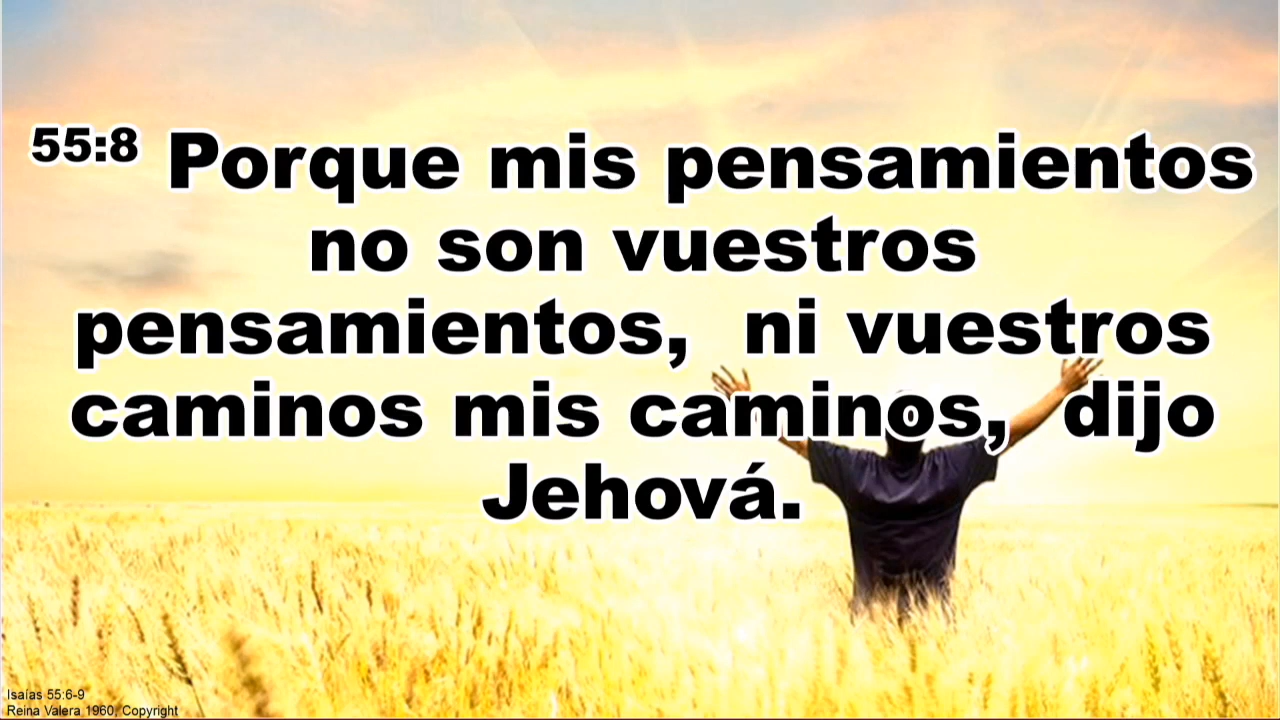 55:8 Porque mis pensamientos
no son vuestros
pensamientos, ni vuestros
caminos mis caminos, dijo
Jehová.
Isaías 55:6-9
Reina Valera 1960, Copyright